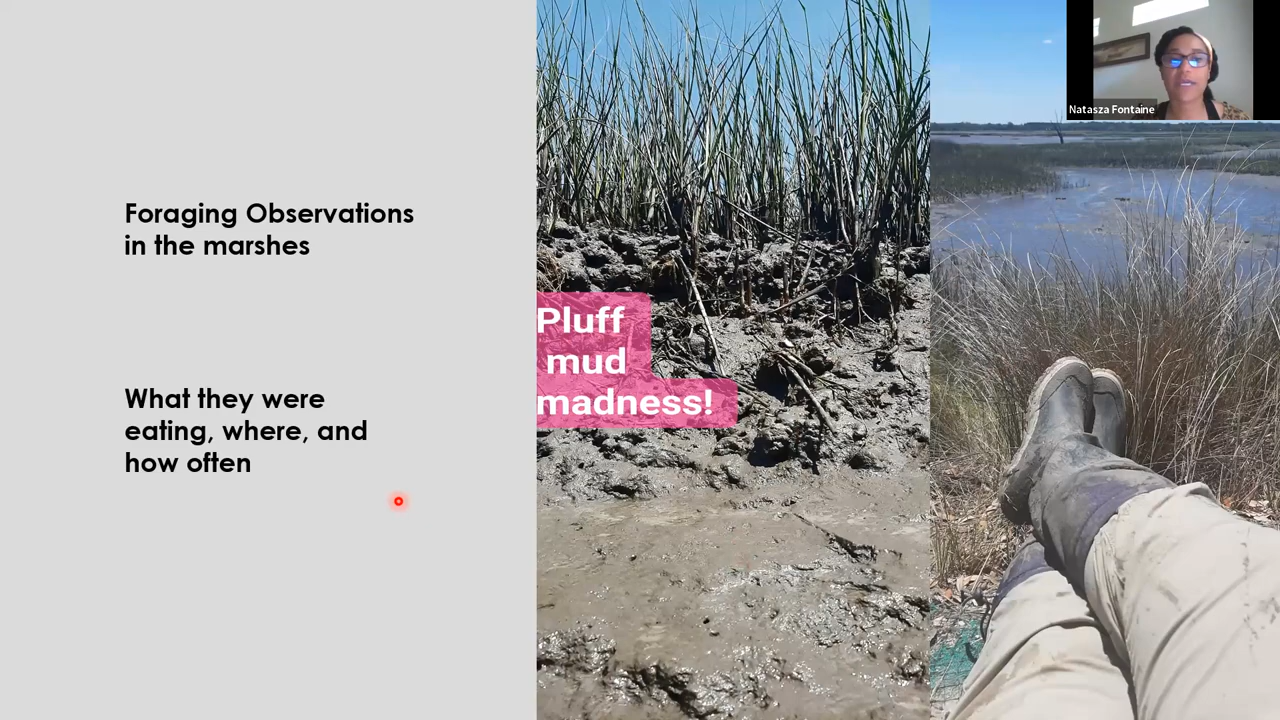 Foraging Observations
in the marshes
What they were
eating, where, and
how often
Pluff
mud
madness!
Natasza Fontaine